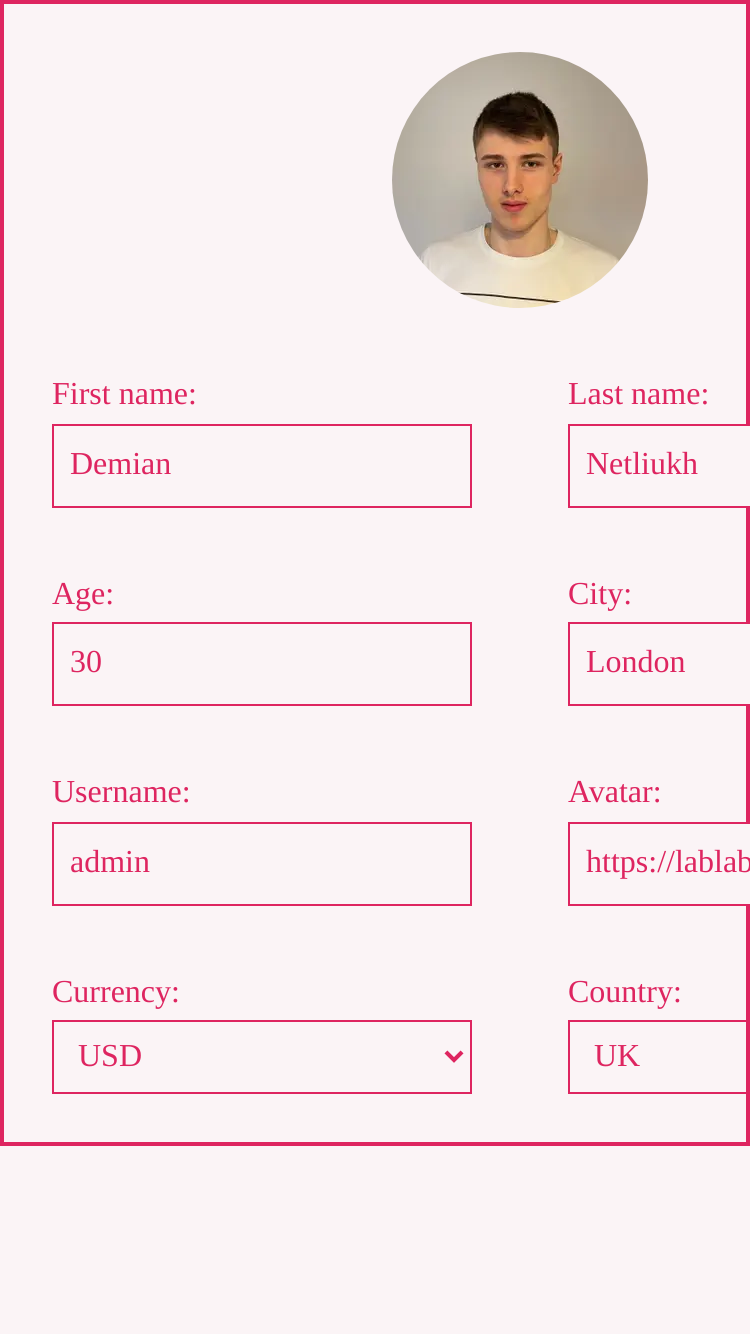 First name:
Last name:
Demian
Netliukh
Age:
City:
30
London
Username:
Avatar:
admin
https://lablab
Currency:
Country:
USD
UK